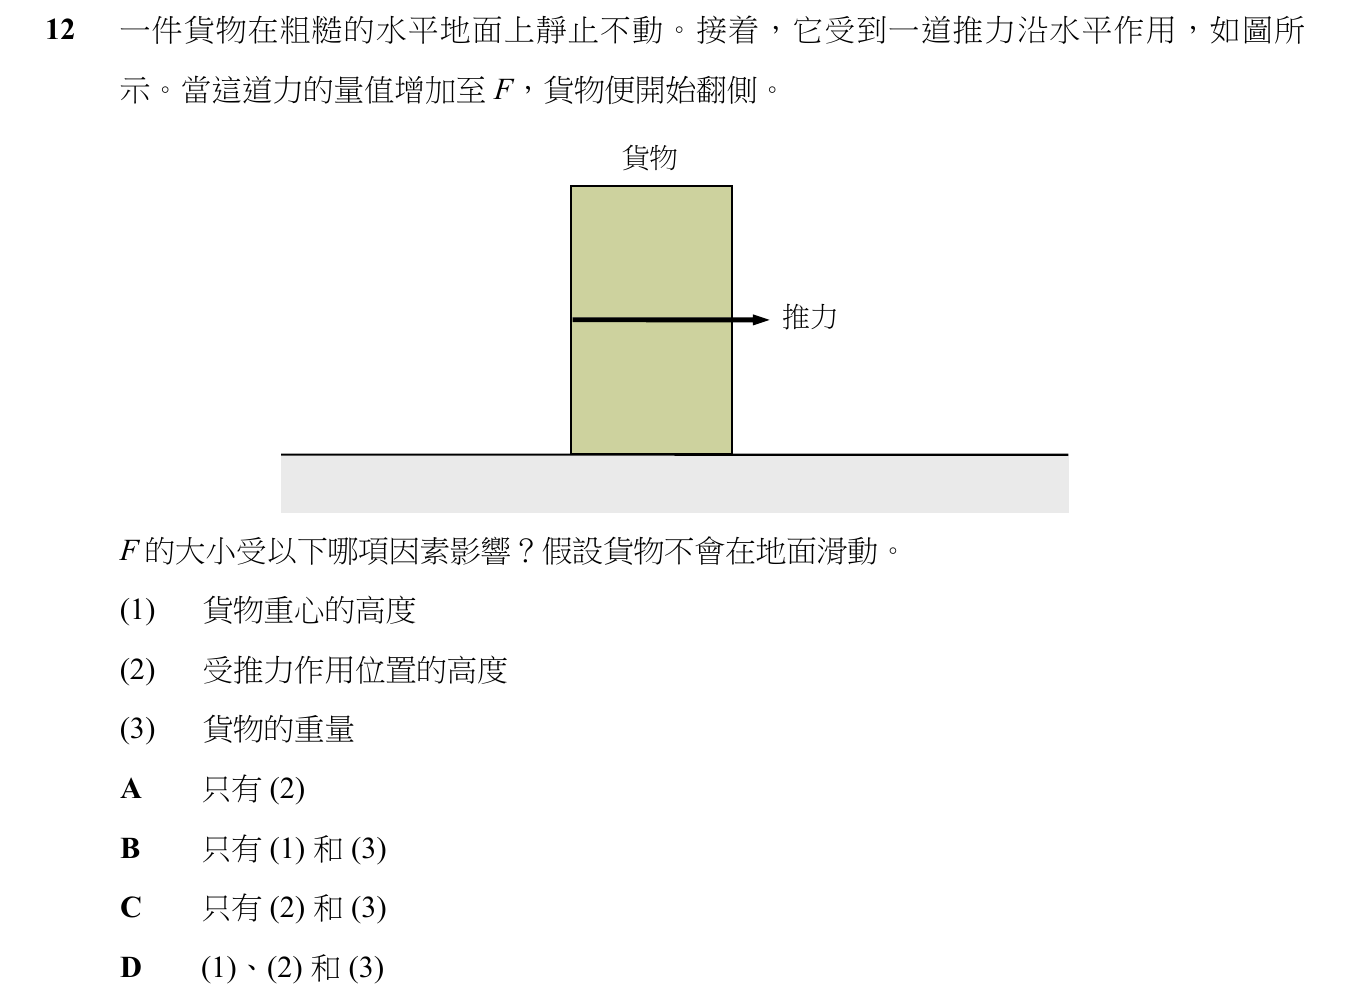 12 一件貨物在粗糙的水平地面上靜止不動。接着，它受到一道推力沿水平作用，如圖所
示。當這道力的量值增加至 F，貨物便開始翻側。
貨物
推力
F 的大小受以下哪項因素影響？假設貨物不會在地面滑動。
(1) 貨物重心的高度
(2) 受推力作用位置的高度
(3) 貨物的重量
A 只有 (2)
B 只有 (1) 和 (3)
C 只有 (2) 和 (3)
D (1)、(2) 和 (3)